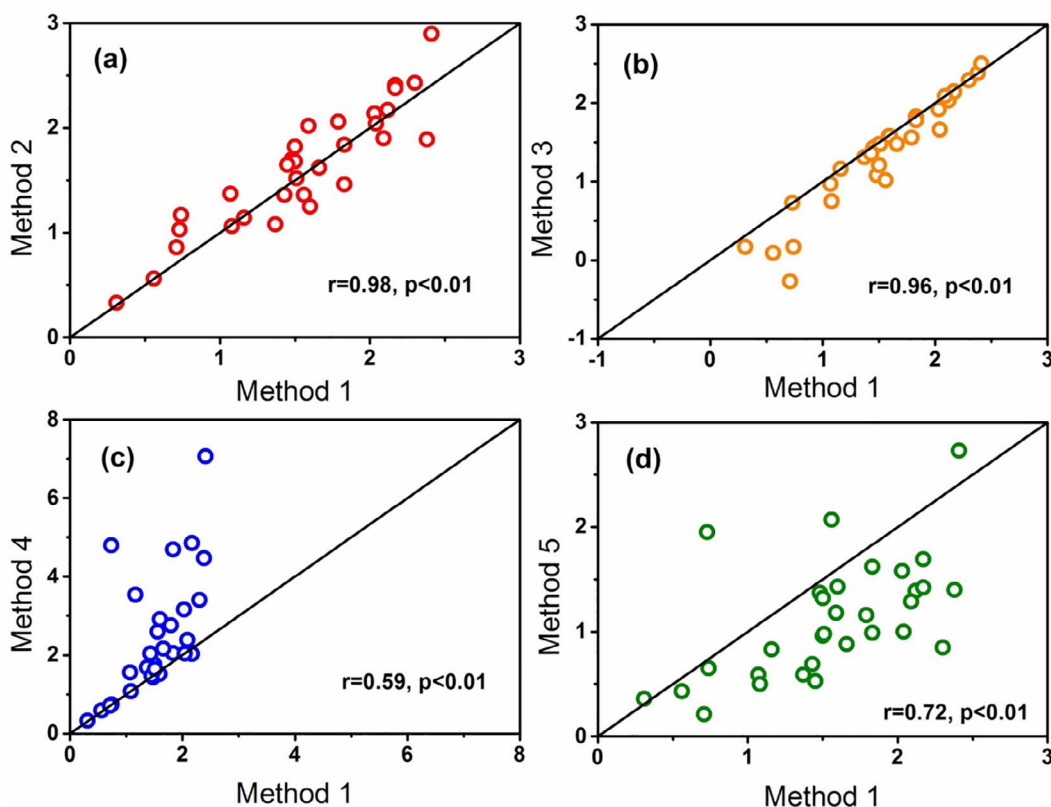 3
2
1
0
0
1
2
3
(a)
Method 2
r=0.98, p<0.01
Method 1
3
2
1
0
-1
-1
0
1
2
3
(b)
Method 3
r=0.96, p<0.01
Method 1
8
6
4
2
0
0
2
4
6
8
(c)
Method 4
r=0.59, p<0.01
Method 1
3
2
1
0
0
1
2
3
(d)
Method 5
r=0.72, p<0.01
Method 1